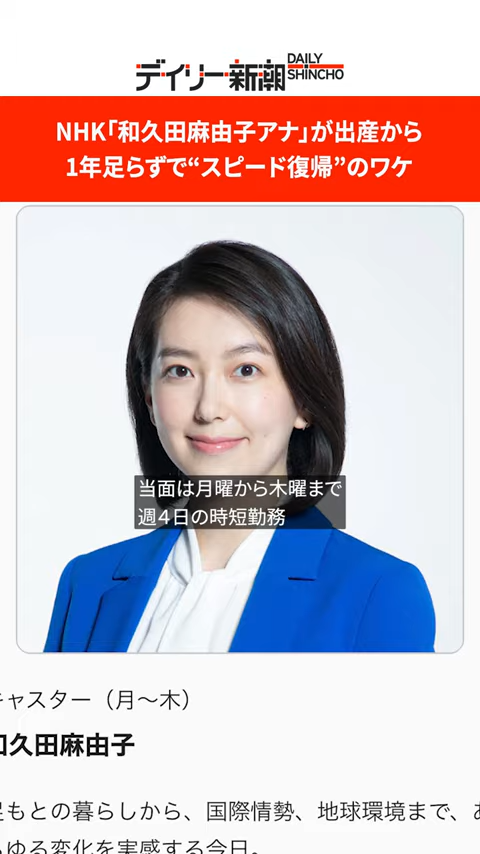 デイリー新潮 DAILY SHINCHO
NHK「和久田麻由子アナ」が出産から
1年足らずで“スピード復帰”のワケ
当面は月曜から木曜まで
週4日の時短勤務
キャスター（月～木）
和久田麻由子
足もとの暮らしから、国際情勢、地球環境まで、あ
らゆる変化を実感する今日。